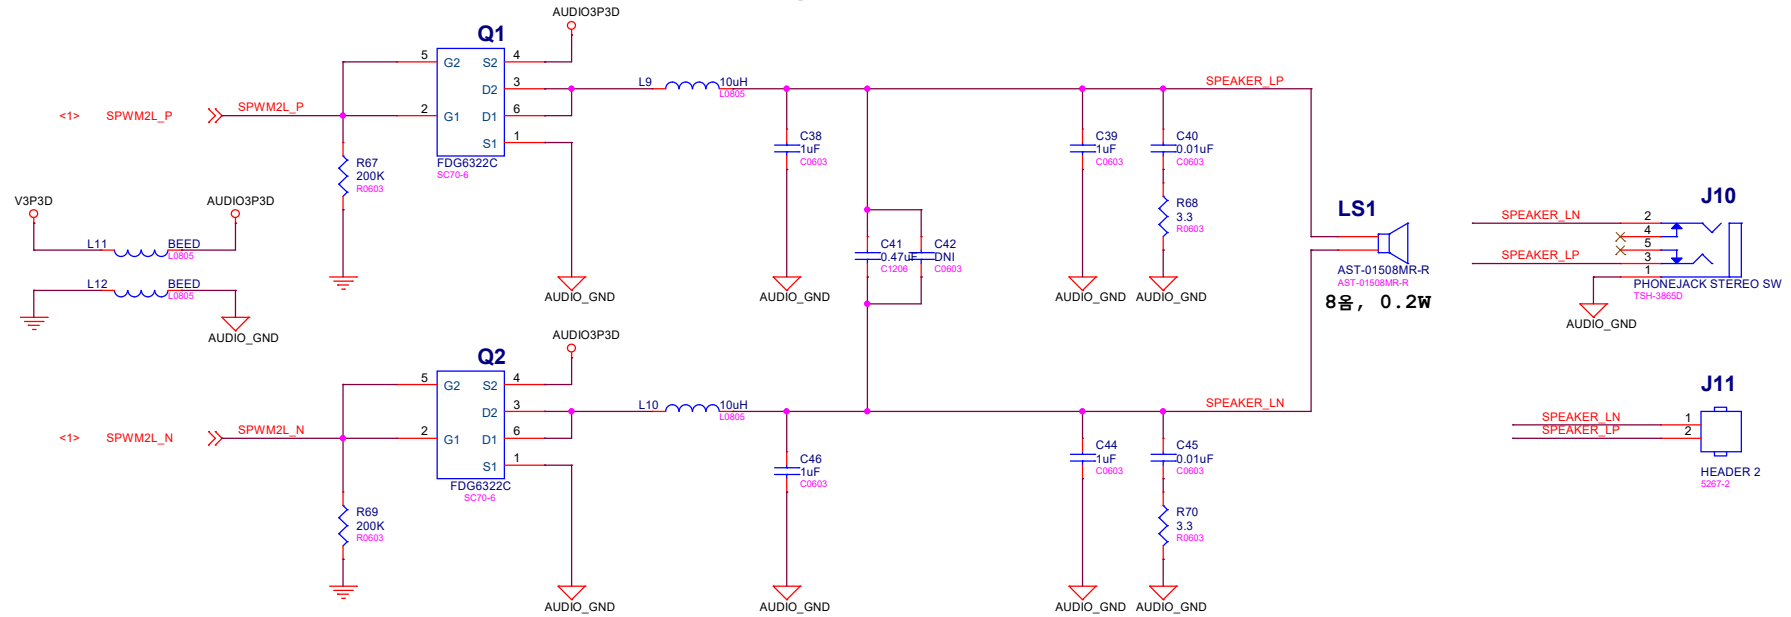 AUDIO3P3D
Q1
5 G2 S2 4
D2 3
2 G1 D1 6
S1 1
FDG6322C
SC70-6
<1> SPWM2L_P
SPWM2L_P
R67
200K
R0603
L9 10uH
L0805
SPEAKER_LP
C38
1uF
C0603
C39
1uF
C0603
C40
0.01uF
C0603
R68
3.3
R0603
V3P3D
AUDIO3P3D
L11 BEED
L0805
L12 BEED
L0805
AUDIO_GND
C41
0.47uF
C1206
C42
DNI
C0603
AUDIO_GND
AUDIO_GND
AUDIO_GND
AUDIO_GND
LS1
AST-01508MR-R
AST-01508MR-R
8옴, 0.2W
J10
SPEAKER_LN 2
4
5
SPEAKER_LP 3
1
PHONEJACK STEREO SW
TSH-3865D
AUDIO_GND
AUDIO3P3D
Q2
5 G2 S2 4
D2 3
2 G1 D1 6
S1 1
FDG6322C
SC70-6
<1> SPWM2L_N
SPWM2L_N
R69
200K
R0603
L10 10uH
L0805
SPEAKER_LN
C46
1uF
C0603
C44
1uF
C0603
C45
0.01uF
C0603
R70
3.3
R0603
AUDIO_GND
AUDIO_GND
AUDIO_GND
AUDIO_GND
J11
SPEAKER_LN 1
SPEAKER_LP 2
HEADER 2
5267-2